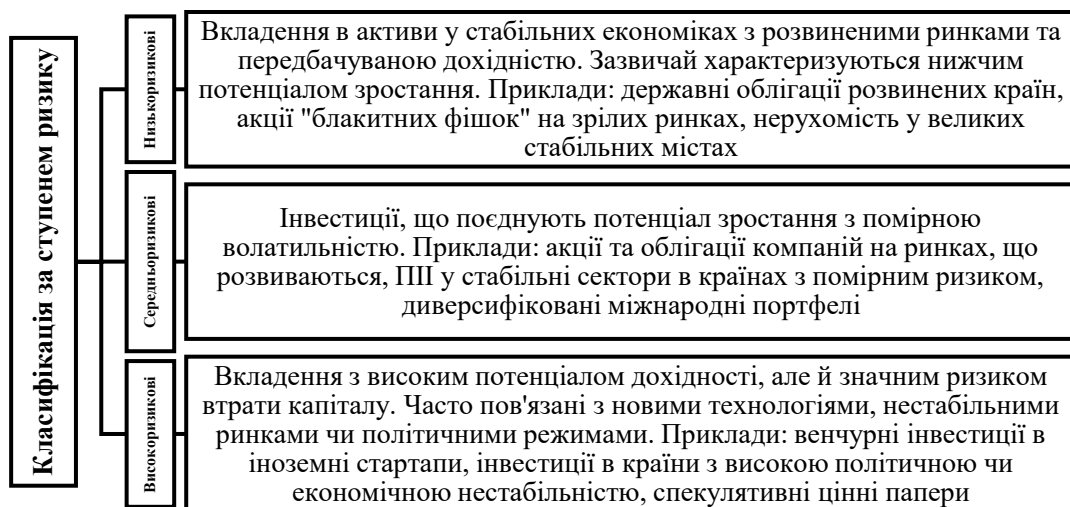 Класифікація за ступенем ризику
Низькоризикові
Вкладення в активи у стабільних економіках з розвиненими ринками та
передбачуваною дохідністю. Зазвичай характеризуються нижчим
потенціалом зростання. Приклади: державні облігації розвинених країн,
акції "блакитних фішок" на зрілих ринках, нерухомість у великих
стабільних містах
Середньоризикові
Інвестиції, що поєднують потенціал зростання з помірною
волатильністю. Приклади: акції та облігації компаній на ринках, що
розвиваються, ПІІ у стабільні сектори в країнах з помірним ризиком,
диверсифіковані міжнародні портфелі
Високоризикові
Вкладення з високим потенціалом дохідності, але й значним ризиком
втрати капіталу. Часто пов'язані з новими технологіями, нестабільними
ринками чи політичними режимами. Приклади: венчурні інвестиції в
іноземні стартапи, інвестиції в країни з високою політичною чи
економічною нестабільністю, спекулятивні цінні папери